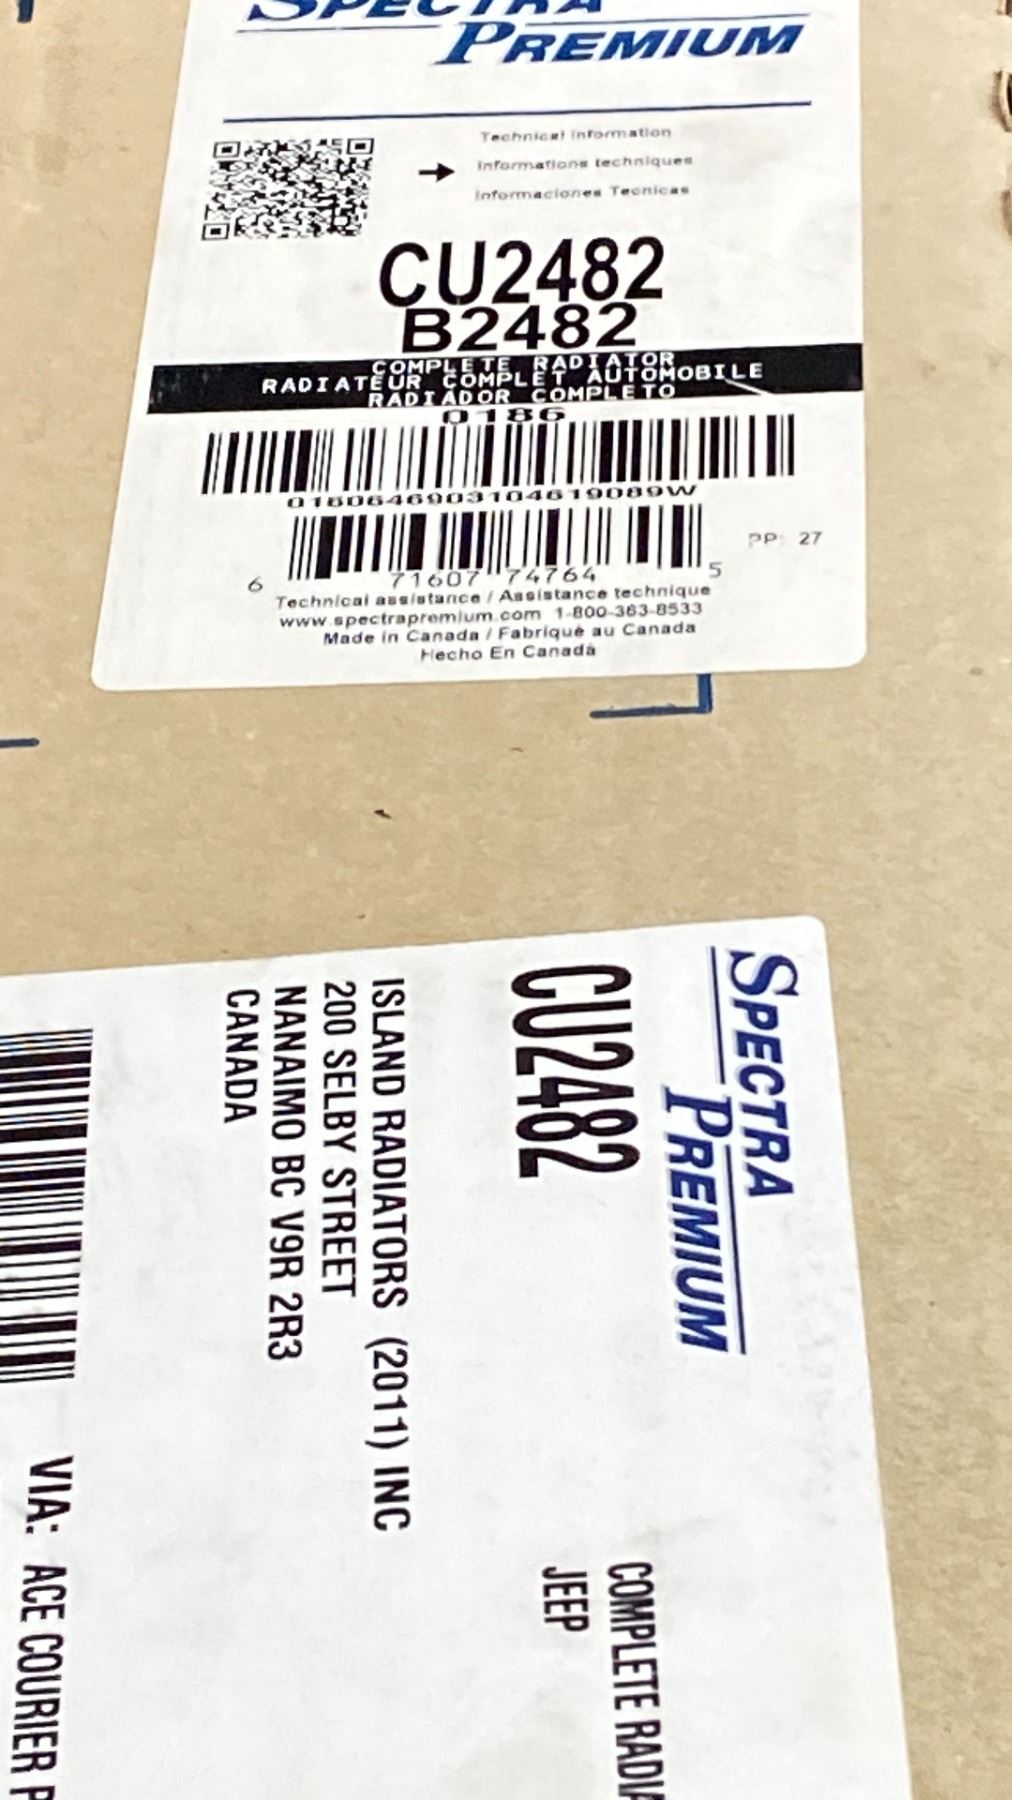 SPECTRA
PREMIUM
Technical Information
Informations techniques
Informaciones Tecnicas
CU2482
B2482
COMPLETE RADIATOR
RADIATEUR COMPLET AUTOMOBILE
RADIADOR COMPLETO
0186
0160646903104619089W
PP: 27
6 71607 74764 5
Technical assistance / Assistance technique
www.spectrapremium.com 1-800-363-8533
Made in Canada / Fabriqué au Canada
Hecho En Canadá
SPECTRA
PREMIUM
CU2482
COMPLETE RADIA
JEEP
ISLAND RADIATORS (2011) INC
200 SELBY STREET
NANAIMO BC V9R 2R3
CANADA
VIA: ACE COURIER P